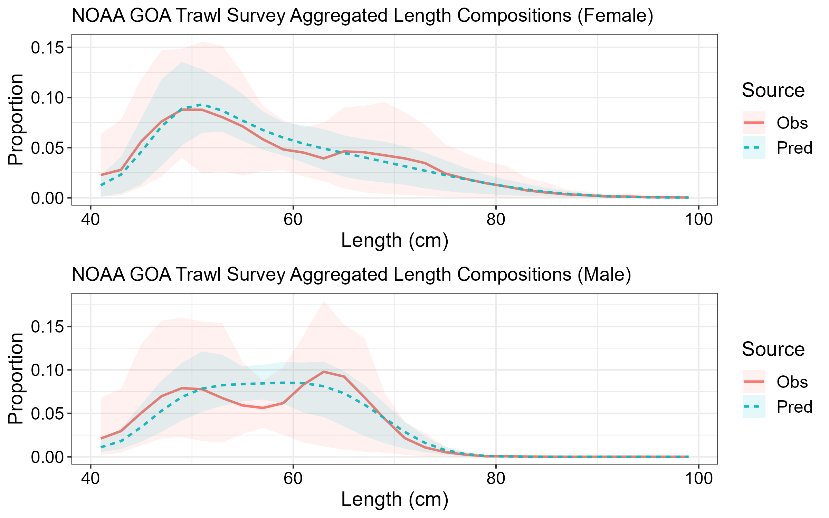 NOAA GOA Trawl Survey Aggregated Length Compositions (Female)
0.15
0.10
0.05
0.00
Proportion
40
60
80
100
Length (cm)
Source
Obs
Pred
NOAA GOA Trawl Survey Aggregated Length Compositions (Male)
0.15
0.10
0.05
0.00
Proportion
40
60
80
100
Length (cm)
Source
Obs
Pred